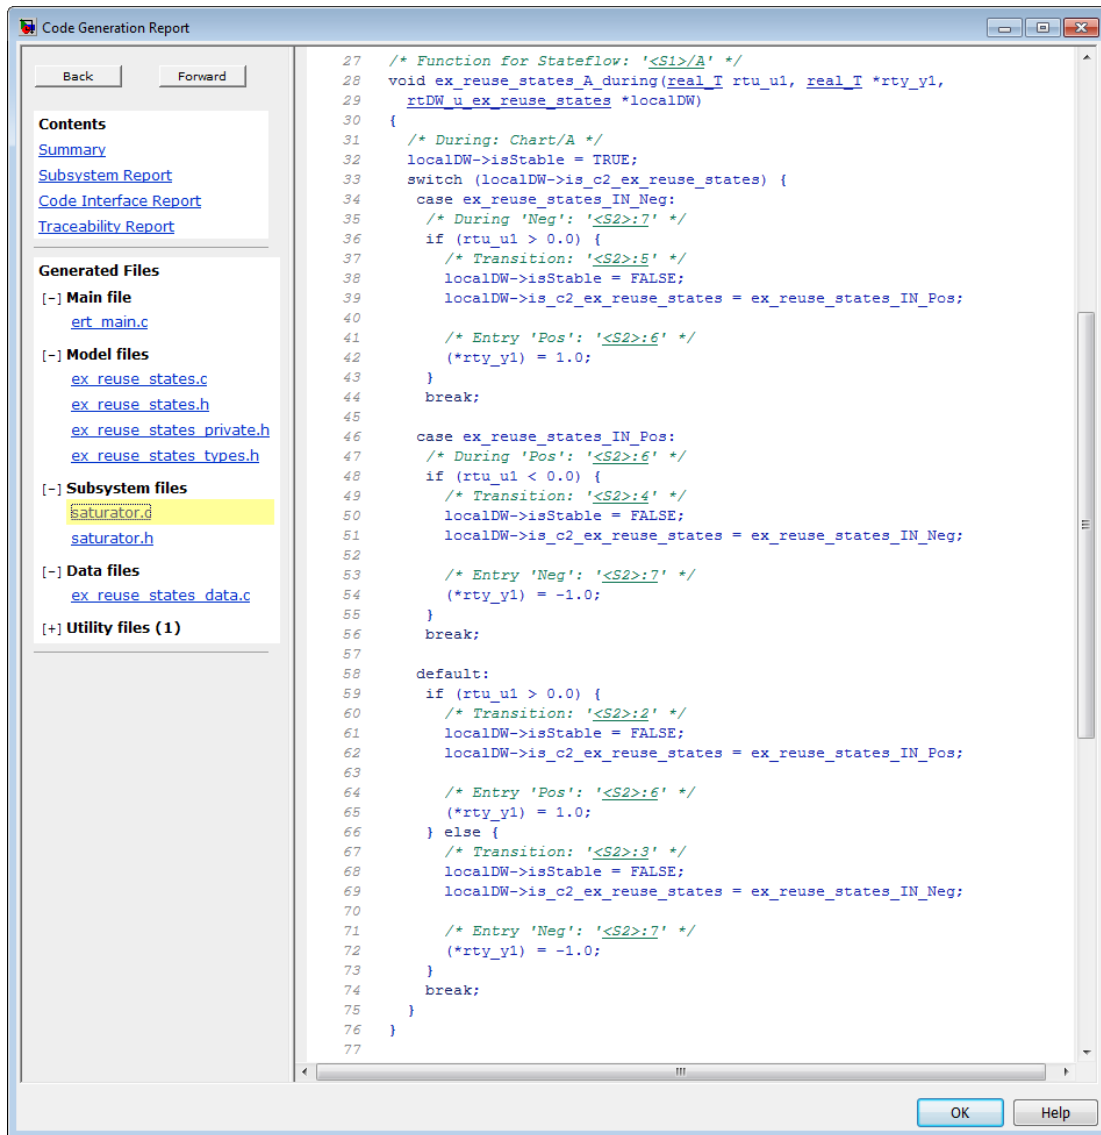 Code Generation Report
Back
Forward
Contents
Summary
Subsystem Report
Code Interface Report
Traceability Report
Generated Files
[-] Main file
ert_main.c
[-] Model files
ex_reuse_states.c
ex_reuse_states.h
ex_reuse_states_private.h
ex_reuse_states_types.h
[-] Subsystem files
saturator.c
saturator.h
[-] Data files
ex_reuse_states_data.c
[+] Utility files (1)
27 /* Function for Stateflow: '<S1>/A' */
28 void ex_reuse_states_A_during(real_T rtu_u1, real_T *rty_y1,
29 rtDW_u_ex_reuse_states *localDW)
30 {
31 /* During: Chart/A */
32 localDW->isStable = TRUE;
33 switch (localDW->is_c2_ex_reuse_states) {
34 case ex_reuse_states_IN_Neg:
35 /* During 'Neg': '<S2>:7' */
36 if (rtu_u1 > 0.0) {
37 /* Transition: '<S2>:5' */
38 localDW->isStable = FALSE;
39 localDW->is_c2_ex_reuse_states = ex_reuse_states_IN_Pos;
40
41 /* Entry 'Pos': '<S2>:6' */
42 (*rty_y1) = 1.0;
43 }
44 break;
45
46 case ex_reuse_states_IN_Pos:
47 /* During 'Pos': '<S2>:6' */
48 if (rtu_u1 < 0.0) {
49 /* Transition: '<S2>:4' */
50 localDW->isStable = FALSE;
51 localDW->is_c2_ex_reuse_states = ex_reuse_states_IN_Neg;
52
53 /* Entry 'Neg': '<S2>:7' */
54 (*rty_y1) = -1.0;
55 }
56 break;
57
58 default:
59 if (rtu_u1 > 0.0) {
60 /* Transition: '<S2>:2' */
61 localDW->isStable = FALSE;
62 localDW->is_c2_ex_reuse_states = ex_reuse_states_IN_Pos;
63
64 /* Entry 'Pos': '<S2>:6' */
65 (*rty_y1) = 1.0;
66 } else {
67 /* Transition: '<S2>:3' */
68 localDW->isStable = FALSE;
69 localDW->is_c2_ex_reuse_states = ex_reuse_states_IN_Neg;
70
71 /* Entry 'Neg': '<S2>:7' */
72 (*rty_y1) = -1.0;
73 }
74 break;
75 }
76 }
77
OK
Help